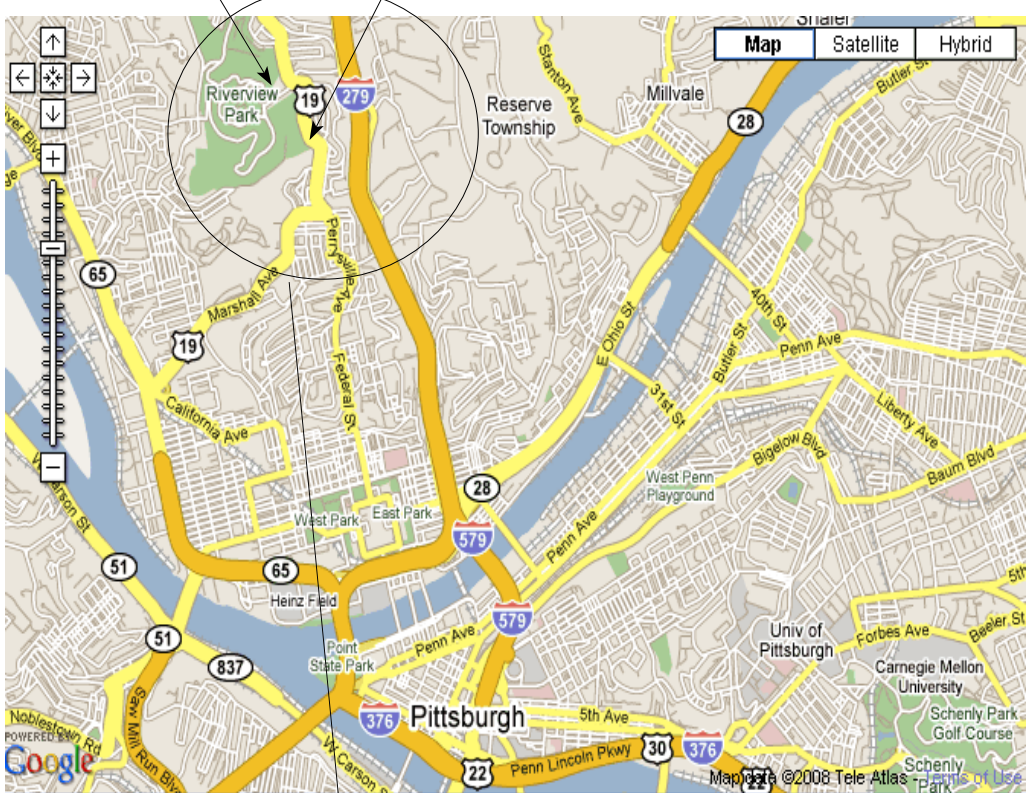 Shaler
Map
Satellite
Hybrid
Butler St
Stanton Ave
Millvale
Riverview
Park
19
279
Reserve
Township
28
65
Perrysville Ave
Marshall Ave
19
E Ohio St
40th St
Butler St
Penn Ave
Federal St
31st St
California Ave
Liberty Ave
Bigelow Blvd
Baum Blvd
28
West Penn
Playground
West Park
East Park
579
Penn Ave
51
65
Heinz Field
579
5th
Beeler St
Forbes Ave
Univ of
Pittsburgh
51
837
Point
State Park
Penn Ave
Carnegie Mellon
University
Saw Mill Run Blvd
Noblestown Rd
376
Pittsburgh
5th Ave
Schenly Park
Golf Course
POWERED BY
Google
W Carson St
22
Penn Lincoln Pkwy
30
376
Schenly
Park
22
Map data ©2008 Tele Atlas - Terms of Use